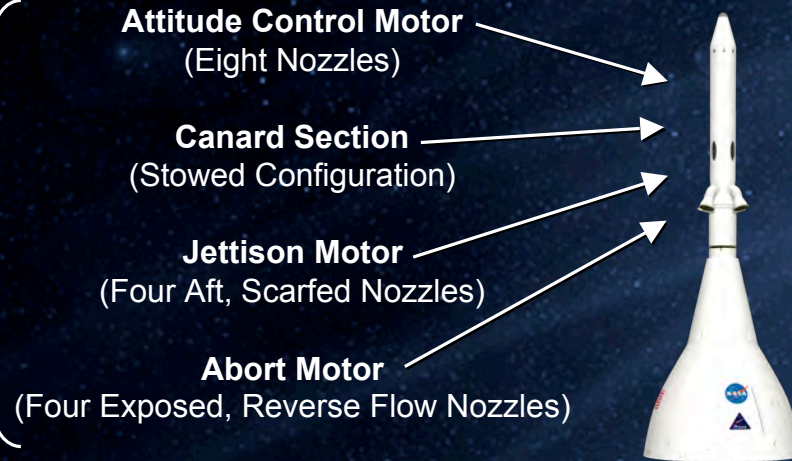 Attitude Control Motor
(Eight Nozzles)
Canard Section
(Stowed Configuration)
Jettison Motor
(Four Aft, Scarfed Nozzles)
Abort Motor
(Four Exposed, Reverse Flow Nozzles)
NASA